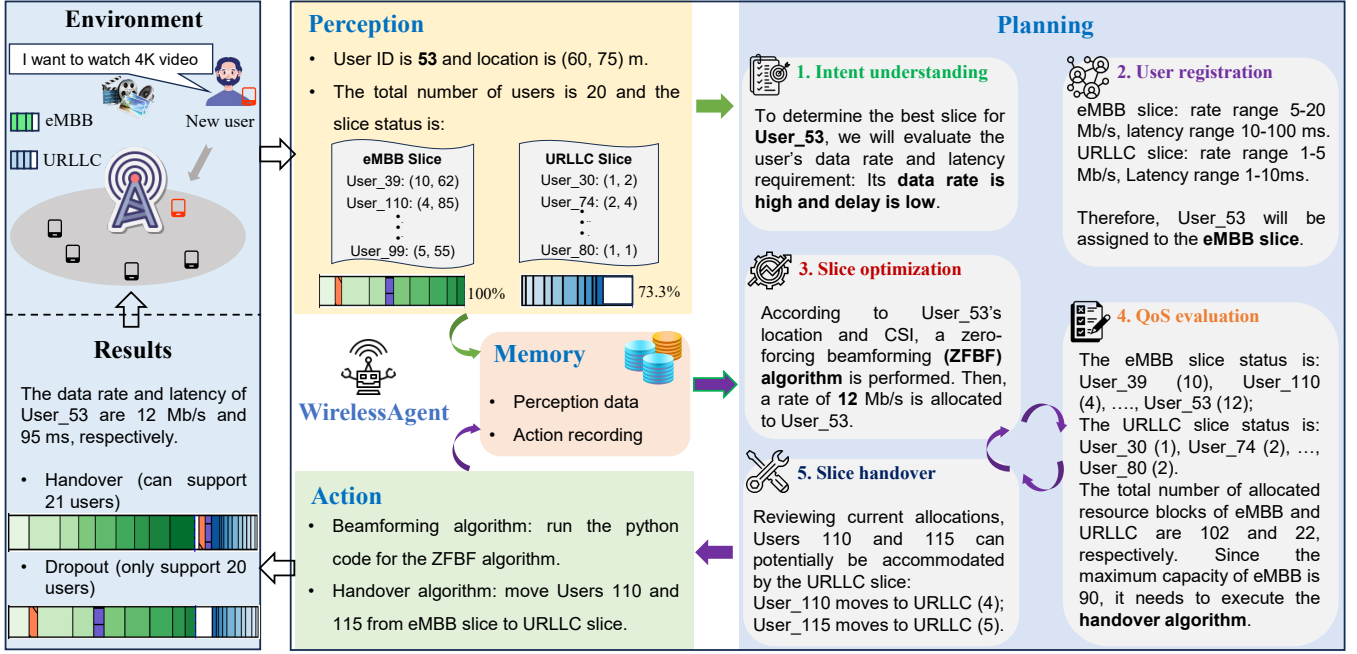 Environment
I want to watch 4K video
eMBB
New user
URLLC
Results
The data rate and latency of
User_53 are 12 Mb/s and
95 ms, respectively.
• Handover (can support
21 users)
• Dropout (only support 20
users)
Perception
• User ID is 53 and location is (60, 75) m.
• The total number of users is 20 and the
slice status is:
eMBB Slice
User_39: (10, 62)
User_110: (4, 85)
User_99: (5, 55)
100%
URLLC Slice
User_30: (1, 2)
User_74: (2, 4)
User_80: (1, 1)
73.3%
WirelessAgent
Memory
• Perception data
• Action recording
Action
• Beamforming algorithm: run the python
code for the ZFBF algorithm.
• Handover algorithm: move Users 110 and
115 from eMBB slice to URLLC slice.
Planning
1. Intent understanding
To determine the best slice for
User_53, we will evaluate the
user's data rate and latency
requirement: Its data rate is
high and delay is low.
2. User registration
eMBB slice: rate range 5-20
Mb/s, latency range 10-100 ms.
URLLC slice: rate range 1-5
Mb/s, Latency range 1-10ms.
Therefore, User_53 will be
assigned to the eMBB slice.
3. Slice optimization
According to User_53's
location and CSI, a zero-
forcing beamforming (ZFBF)
algorithm is performed. Then,
a rate of 12 Mb/s is allocated
to User_53.
4. QoS evaluation
The eMBB slice status is:
User_39 (10), User_110
(4), …., User_53 (12);
The URLLC slice status is:
User_30 (1), User_74 (2), …,
User_80 (2).
The total number of allocated
resource blocks of eMBB and
URLLC are 102 and 22,
respectively. Since the
maximum capacity of eMBB is
90, it needs to execute the
handover algorithm.
5. Slice handover
Reviewing current allocations,
Users 110 and 115 can
potentially be accommodated
by the URLLC slice:
User_110 moves to URLLC (4);
User_115 moves to URLLC (5).